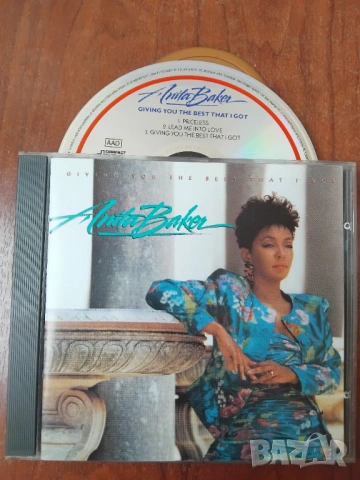 Anita Baker
GIVING YOU THE BEST THAT I GOT
1. PRICELESS
2. LEAD ME INTO LOVE
3. GIVING YOU THE BEST THAT I GOT
AAD
GIVING YOU THE BEST THAT I GOT
Anita Baker
BAZAR